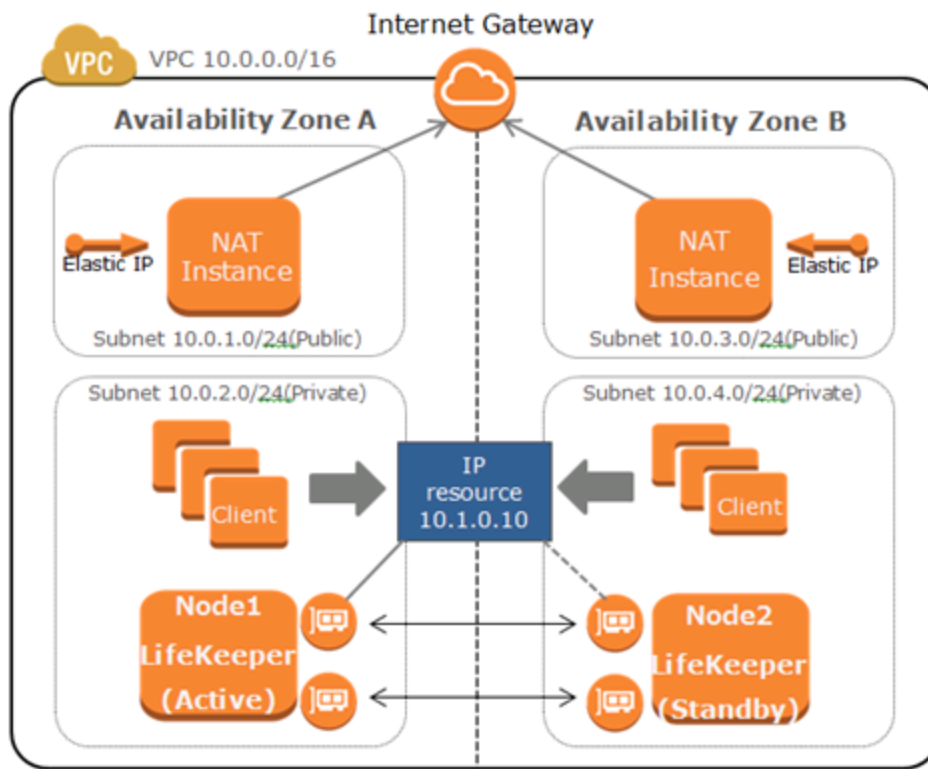 Internet Gateway
VPC
VPC 10.0.0.0/16
Availability Zone A
Availability Zone B
NAT
Instance
Elastic IP
Subnet 10.0.1.0/24(Public)
NAT
Instance
Elastic IP
Subnet 10.0.3.0/24(Public)
Subnet 10.0.2.0/24(Private)
Subnet 10.0.4.0/24(Private)
Client
IP
resource
10.1.0.10
Client
Node1
LifeKeeper
(Active)
Node2
LifeKeeper
(Standby)